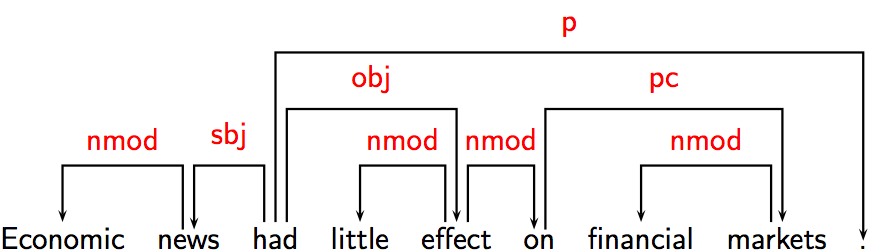 p
obj pc
nmod sbj nmod nmod nmod
Economic news had little effect on financial markets .